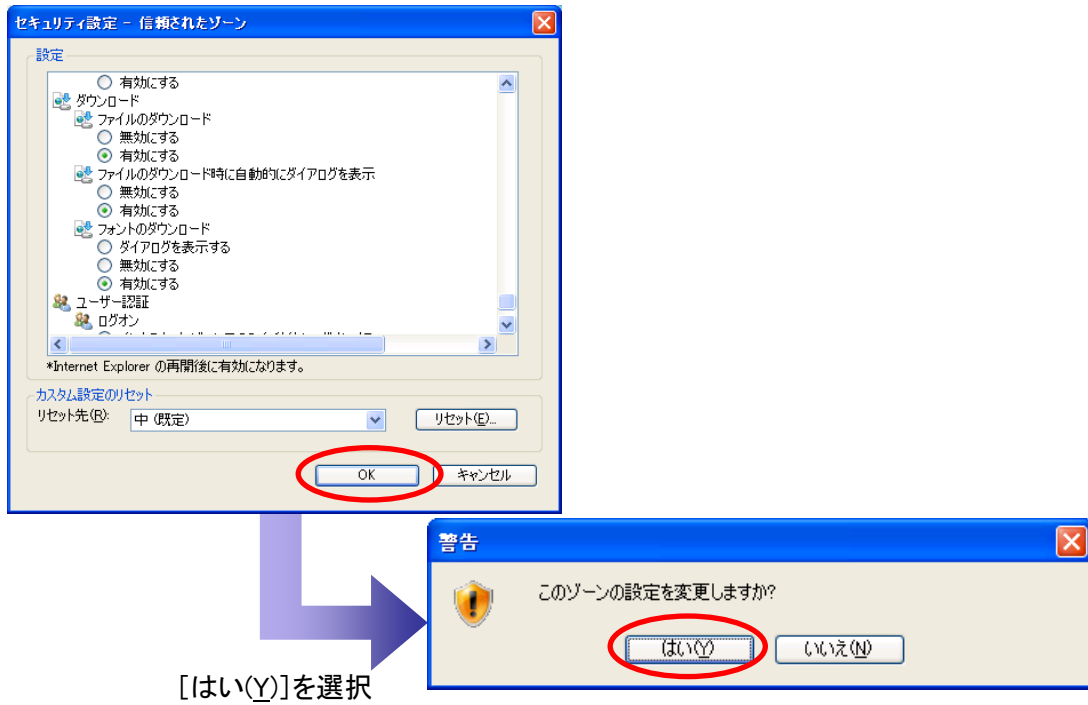 セキュリティ設定 - 信頼されたゾーン
設定
有効にする
ダウンロード
ファイルのダウンロード
無効にする
有効にする
ファイルのダウンロード時に自動的にダイアログを表示
無効にする
有効にする
フォントのダウンロード
ダイアログを表示する
無効にする
有効にする
ユーザー認証
ログオン
*Internet Explorer の再開後に有効になります。
カスタム設定のリセット
リセット先(R): 中 (既定) リセット(E)...
OK キャンセル
警告
このゾーンの設定を変更しますか?
はい(Y) いいえ(N)
[はい(Y)]を選択